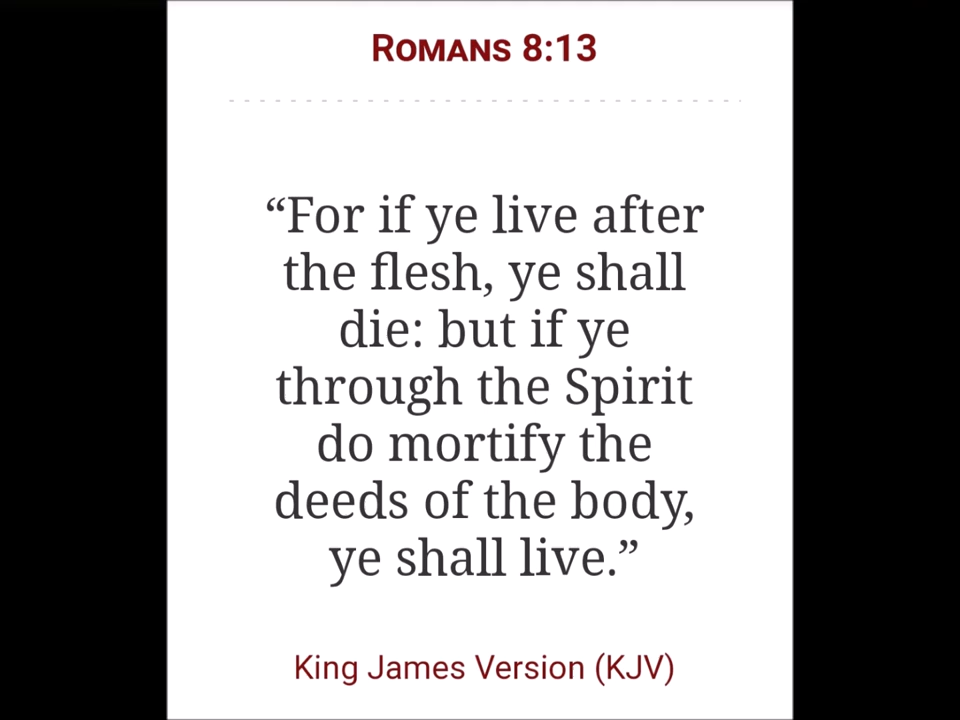 Romans 8:13
“For if ye live after
the flesh, ye shall
die: but if ye
through the Spirit
do mortify the
deeds of the body,
ye shall live.”
King James Version (KJV)